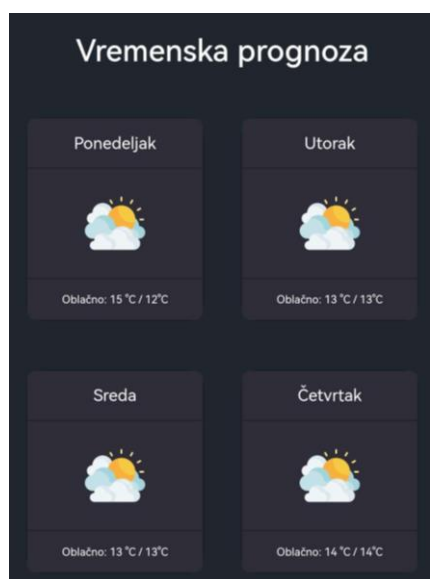 Vremenska prognoza
Ponedeljak
Oblačno: 15 °C / 12°C
Utorak
Oblačno: 13 °C / 13°C
Sreda
Oblačno: 13 °C / 13°C
Četvrtak
Oblačno: 14 °C / 14°C